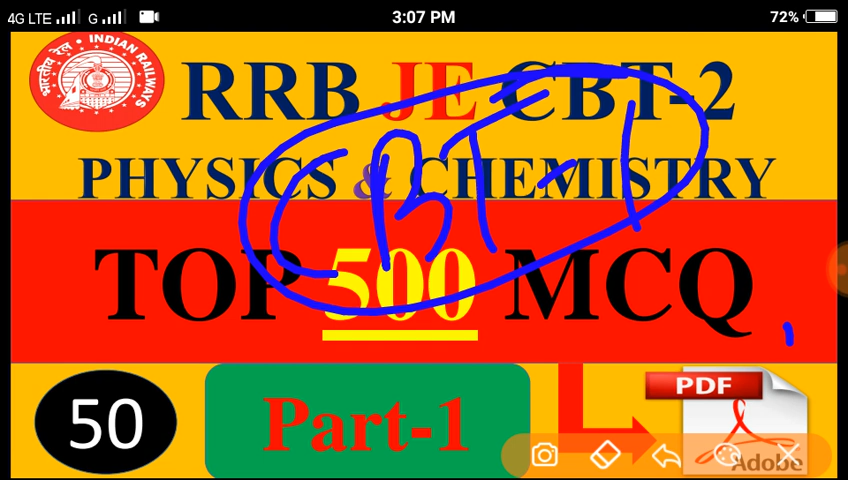 4G LTE G 3:07 PM 72%
भारतीय रेल • INDIAN RAILWAYS
RRB JE CBT-2
PHYSICS & CHEMISTRY
CBT-1
TOP 500 MCQ
50 Part-1 PDF
Adobe